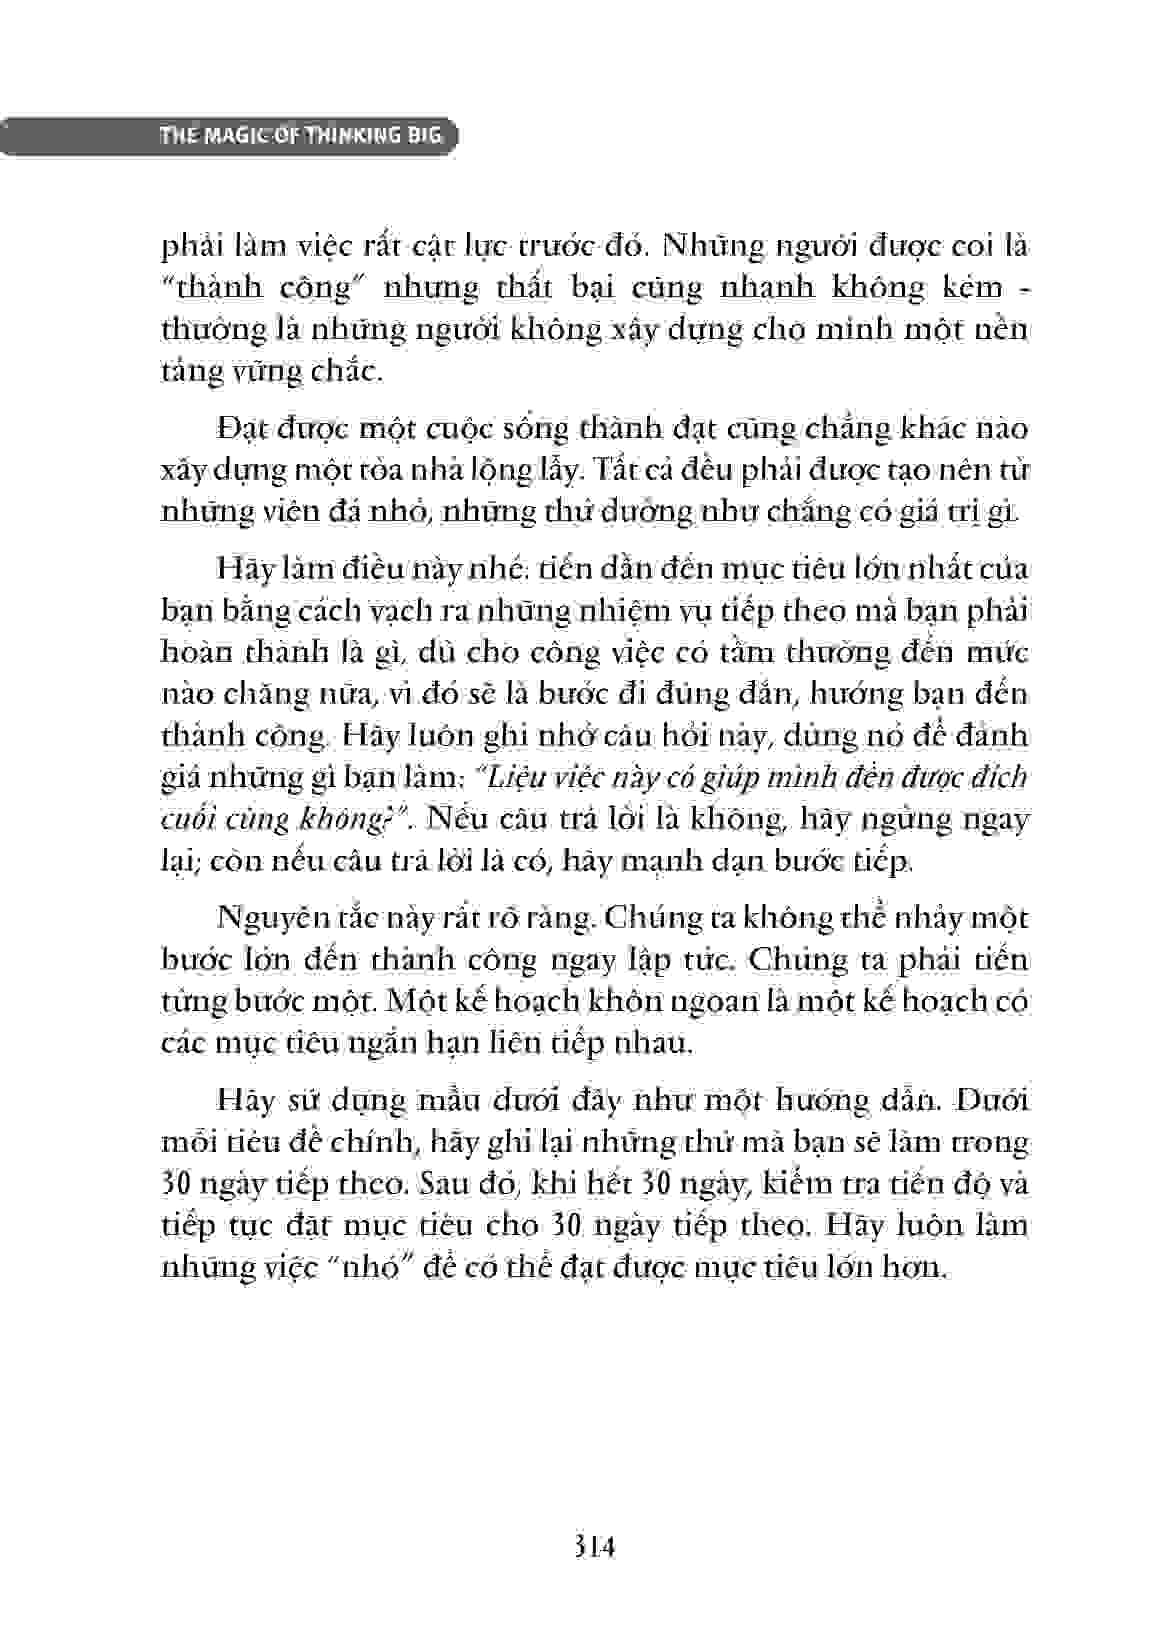 THE MAGIC OF THINKING BIG
phải làm việc rất cật lực trước đó. Những người được coi là
“thành công” nhưng thất bại cũng nhanh không kém -
thường là những người không xây dựng cho mình một nền
tảng vững chắc.
Đạt được một cuộc sống thành đạt cũng chẳng khác nào
xây dựng một tòa nhà lộng lẫy. Tất cả đều phải được tạo nên từ
những viên đá nhỏ, những thứ dường như chẳng có giá trị gì.
Hãy làm điều này nhé: tiến dần đến mục tiêu lớn nhất của
bạn bằng cách vạch ra những nhiệm vụ tiếp theo mà bạn phải
hoàn thành là gì, dù cho công việc có tầm thường đến mức
nào chăng nữa, vì đó sẽ là bước đi đúng đắn, hướng bạn đến
thành công. Hãy luôn ghi nhớ câu hỏi này, dùng nó để đánh
giá những gì bạn làm: “Liệu việc này có giúp mình đến được đích
cuối cùng không?”. Nếu câu trả lời là không, hãy ngừng ngay
lại; còn nếu câu trả lời là có, hãy mạnh dạn bước tiếp.
Nguyên tắc này rất rõ ràng. Chúng ta không thể nhảy một
bước lớn đến thành công ngay lập tức. Chúng ta phải tiến
từng bước một. Một kế hoạch khôn ngoan là một kế hoạch có
các mục tiêu ngắn hạn liên tiếp nhau.
Hãy sử dụng mẫu dưới đây như một hướng dẫn. Dưới
mỗi tiêu đề chính, hãy ghi lại những thứ mà bạn sẽ làm trong
30 ngày tiếp theo. Sau đó, khi hết 30 ngày, kiểm tra tiến độ và
tiếp tục đặt mục tiêu cho 30 ngày tiếp theo. Hãy luôn làm
những việc “nhỏ” để có thể đạt được mục tiêu lớn hơn.
314